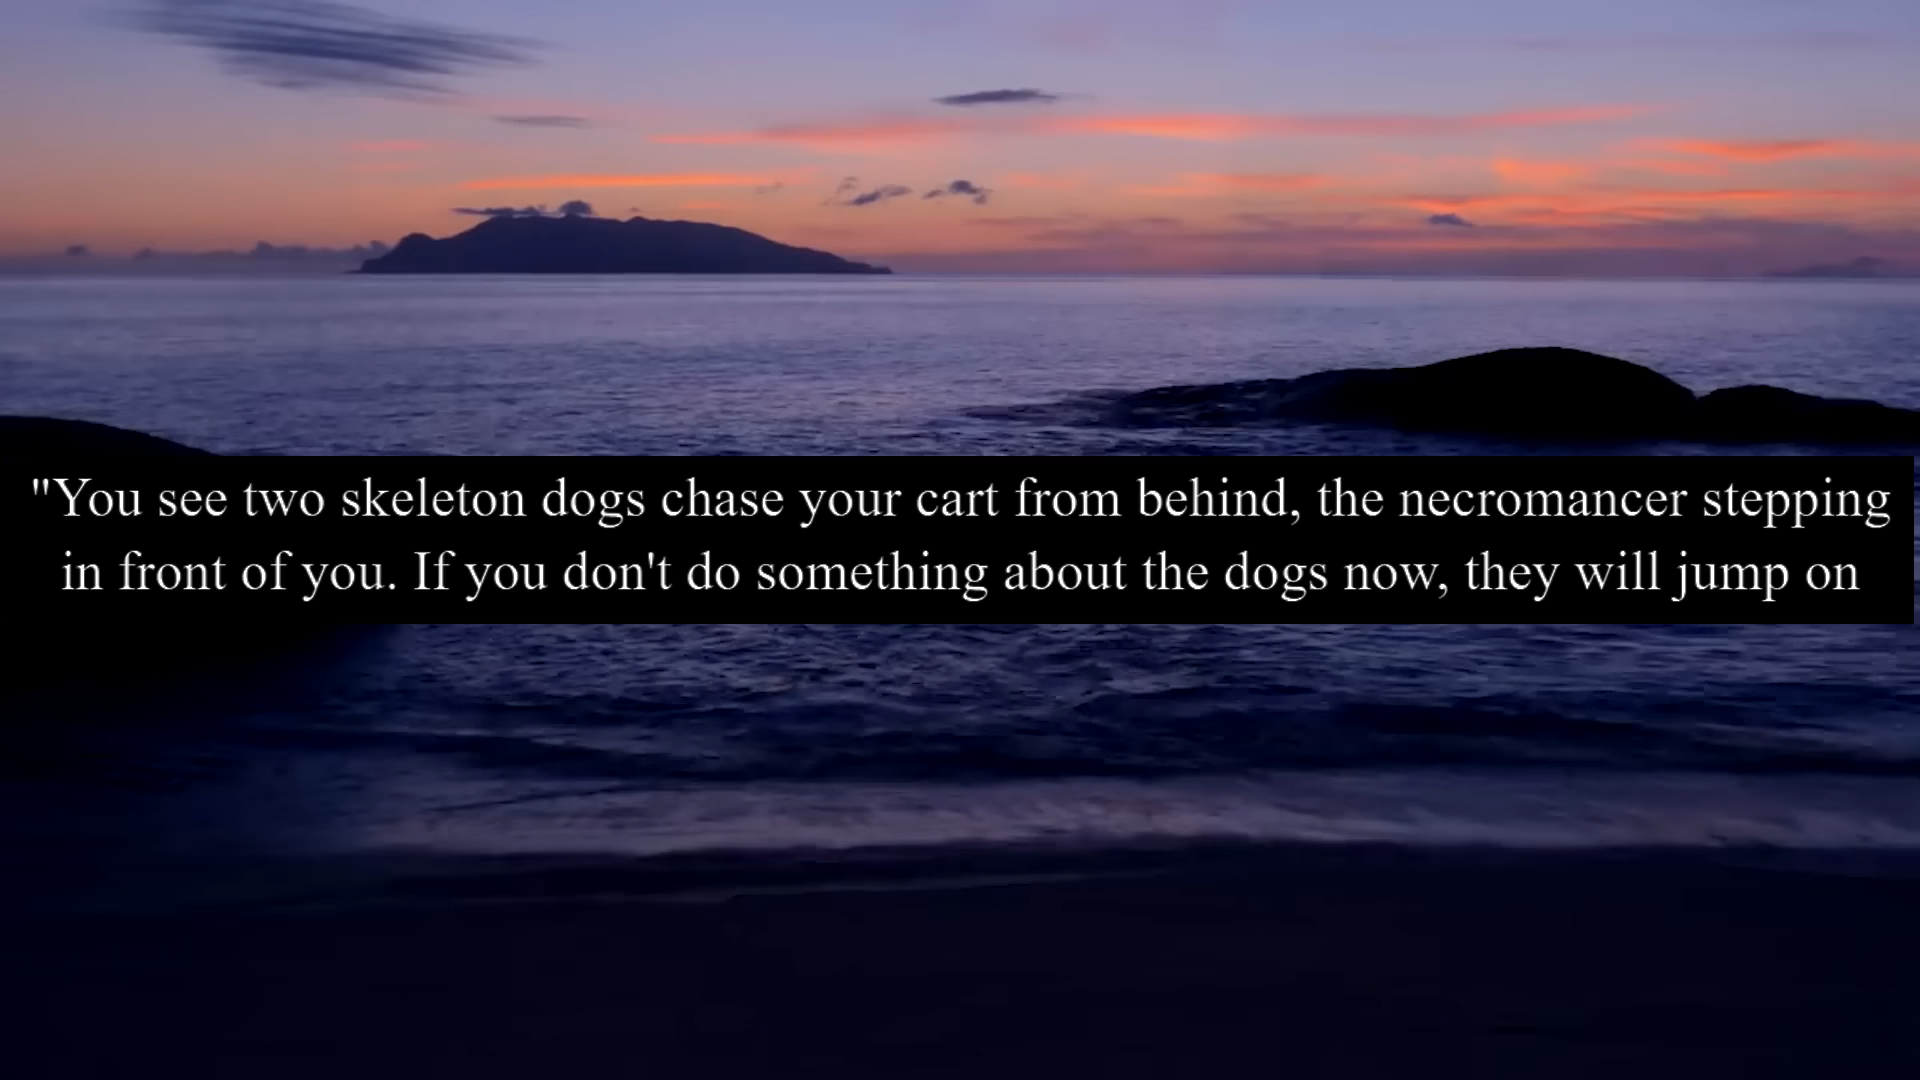 "You see two skeleton dogs chase your cart from behind, the necromancer stepping
in front of you. If you don't do something about the dogs now, they will jump on